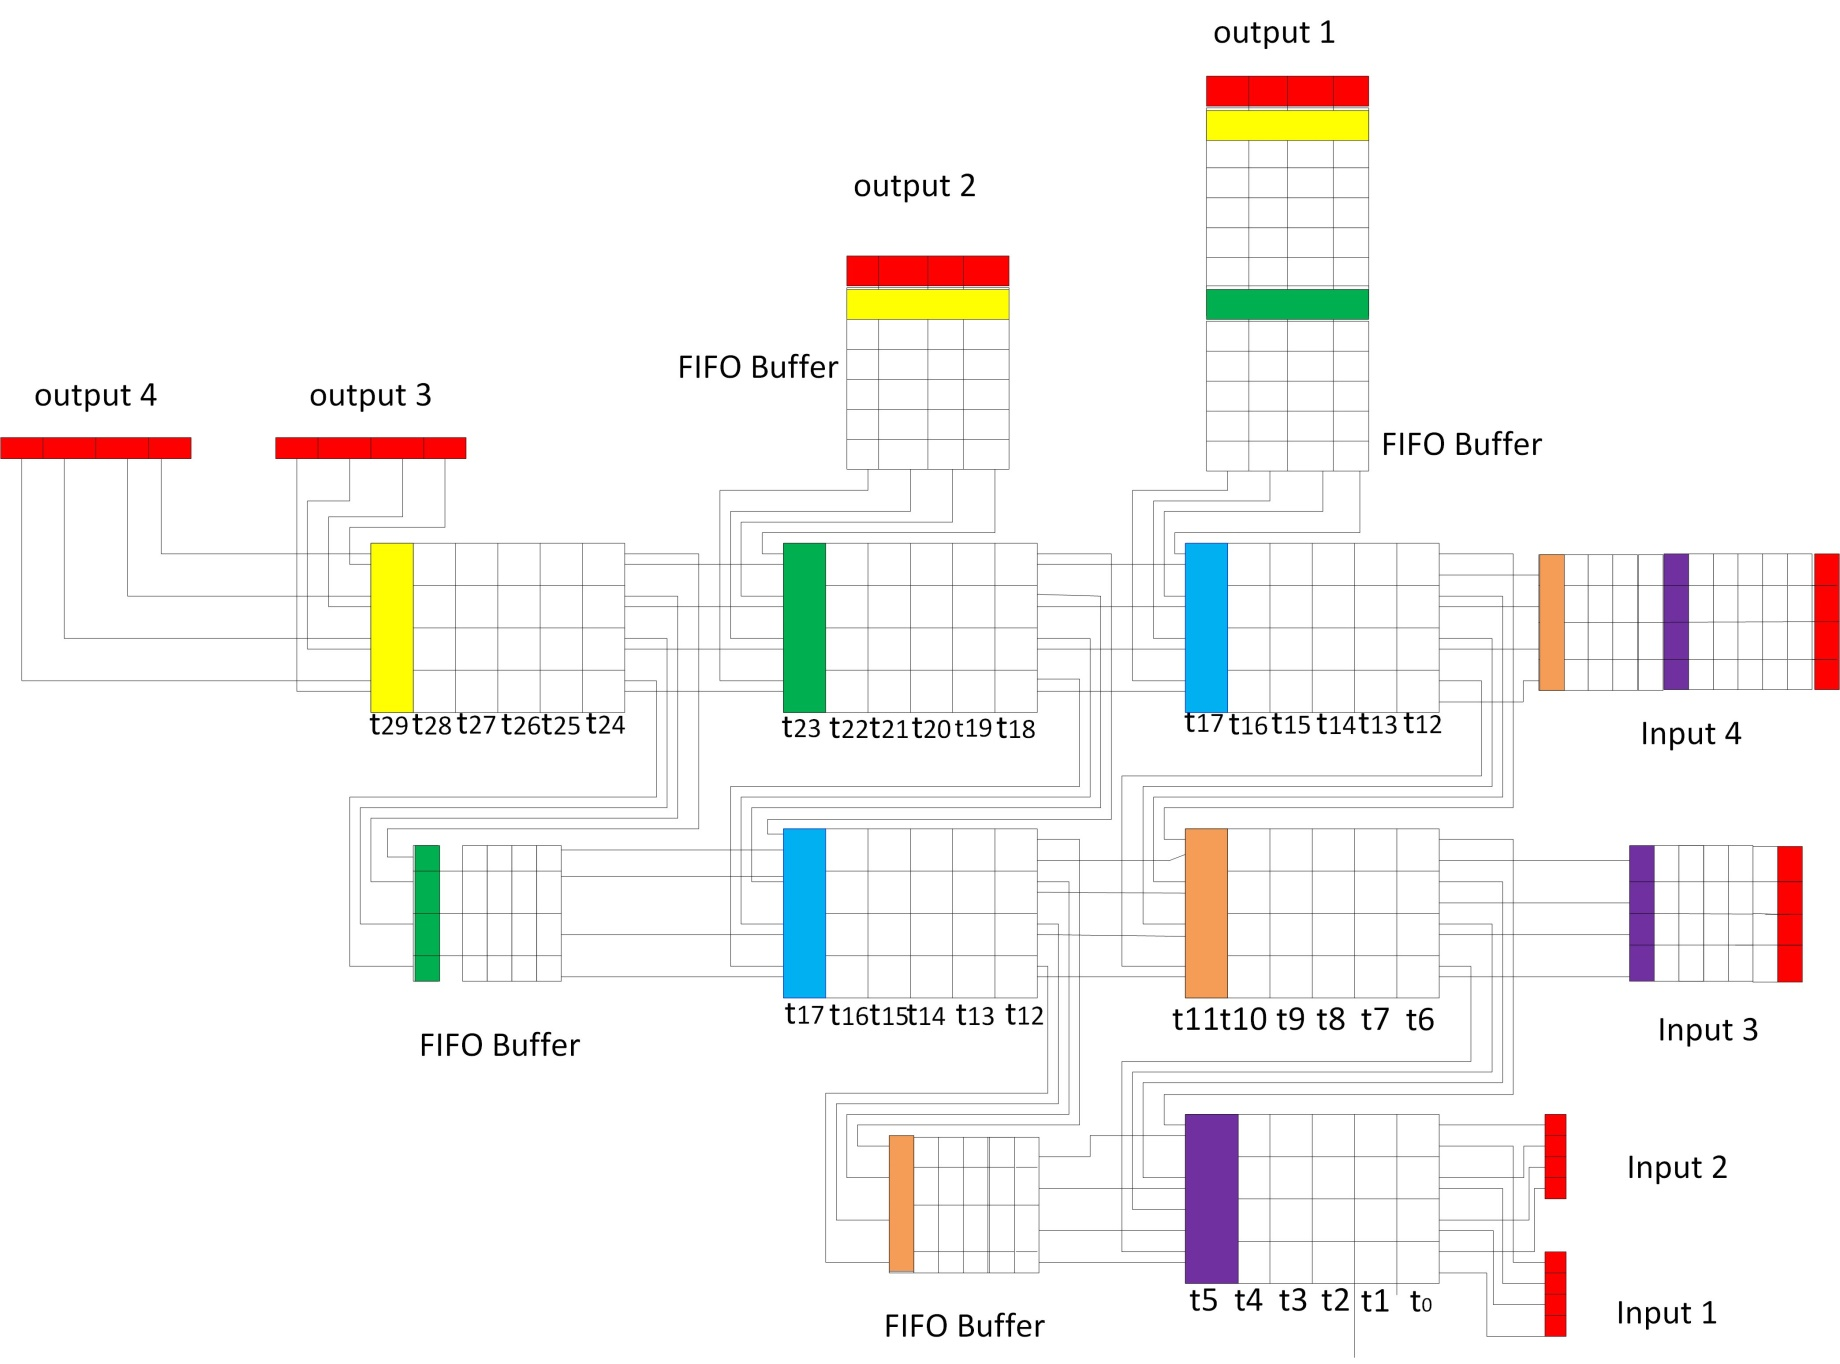 output 1
output 2
FIFO Buffer
output 4
output 3
FIFO Buffer
t29 t28 t27 t26 t25 t24
t23 t22 t21 t20 t19 t18
t17 t16 t15 t14 t13 t12
Input 4
t17 t16 t15 t14 t13 t12
t11 t10 t9 t8 t7 t6
Input 3
FIFO Buffer
Input 2
t5 t4 t3 t2 t1 t0
Input 1
FIFO Buffer